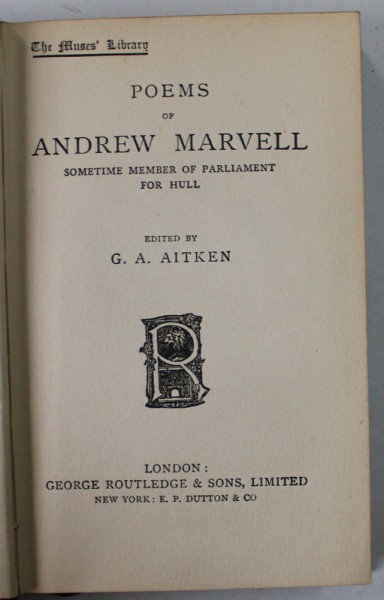 The Muses' Library
POEMS
OF
ANDREW MARVELL
SOMETIME MEMBER OF PARLIAMENT
FOR HULL
EDITED BY
G. A. AITKEN
R
LONDON:
GEORGE ROUTLEDGE & SONS, LIMITED
NEW YORK: E. P. DUTTON & CO